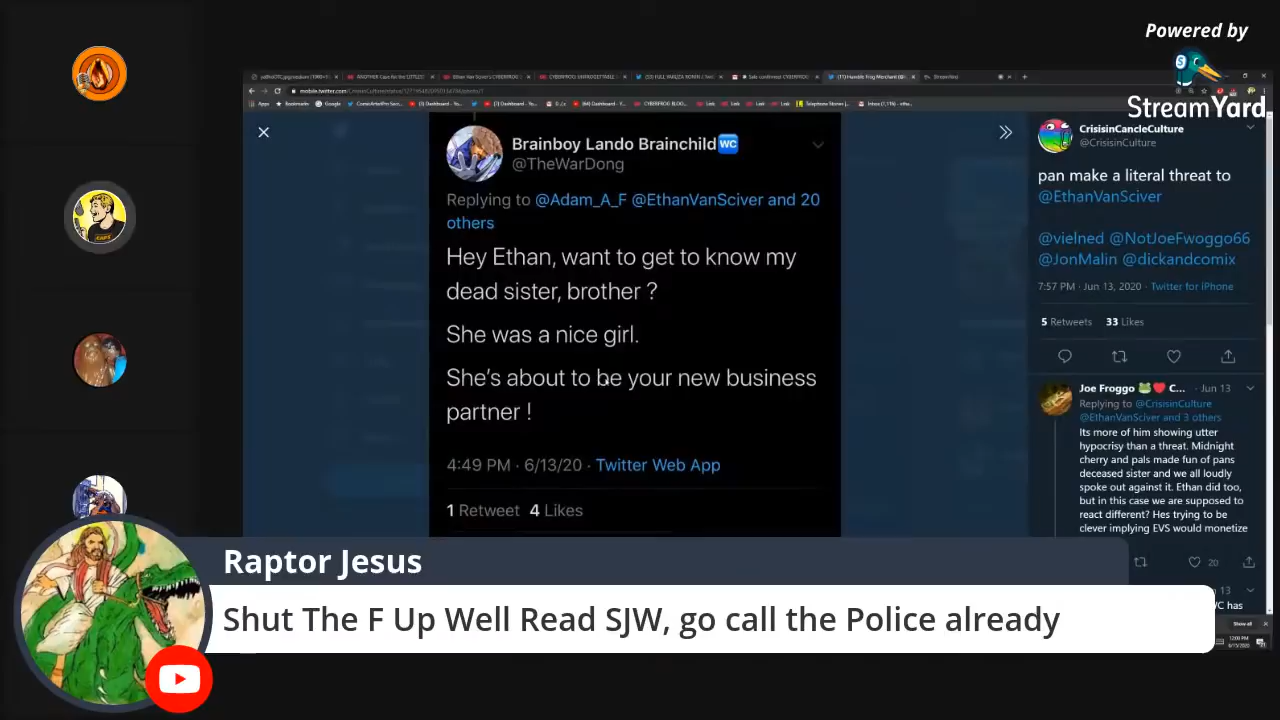 Powered by
StreamYard
Apps
Bookmarks
Google
Brainboy Lando Brainchild WC
@TheWarDong
Replying to @Adam_A_F @EthanVanSciver and 20
others
Hey Ethan, want to get to know my
dead sister, brother ?
She was a nice girl.
She's about to be your new business
partner !
4:49 PM · 6/13/20 · Twitter Web App
1 Retweet 4 Likes
CrisisinCancleCulture
@CrisisinCulture
pan make a literal threat to
@EthanVanSciver
@vielned @NotJoeFwoggo66
@JonMalin @dickandcomix
7:57 PM · Jun 13, 2020 · Twitter for iPhone
5 Retweets 33 Likes
Joe Froggo C... · Jun 13
Replying to @CrisisinCulture
@EthanVanSciver and 3 others
Its more of him showing utter
hypocrisy than a threat. Midnight
cherry and pals made fun of pans
deceased sister and we all loudly
spoke out against it. Ethan did too,
but in this case we are supposed to
react different? Hes trying to be
clever implying EVS would monetize
20
Show all
Raptor Jesus
Shut The F Up Well Read SJW, go call the Police already